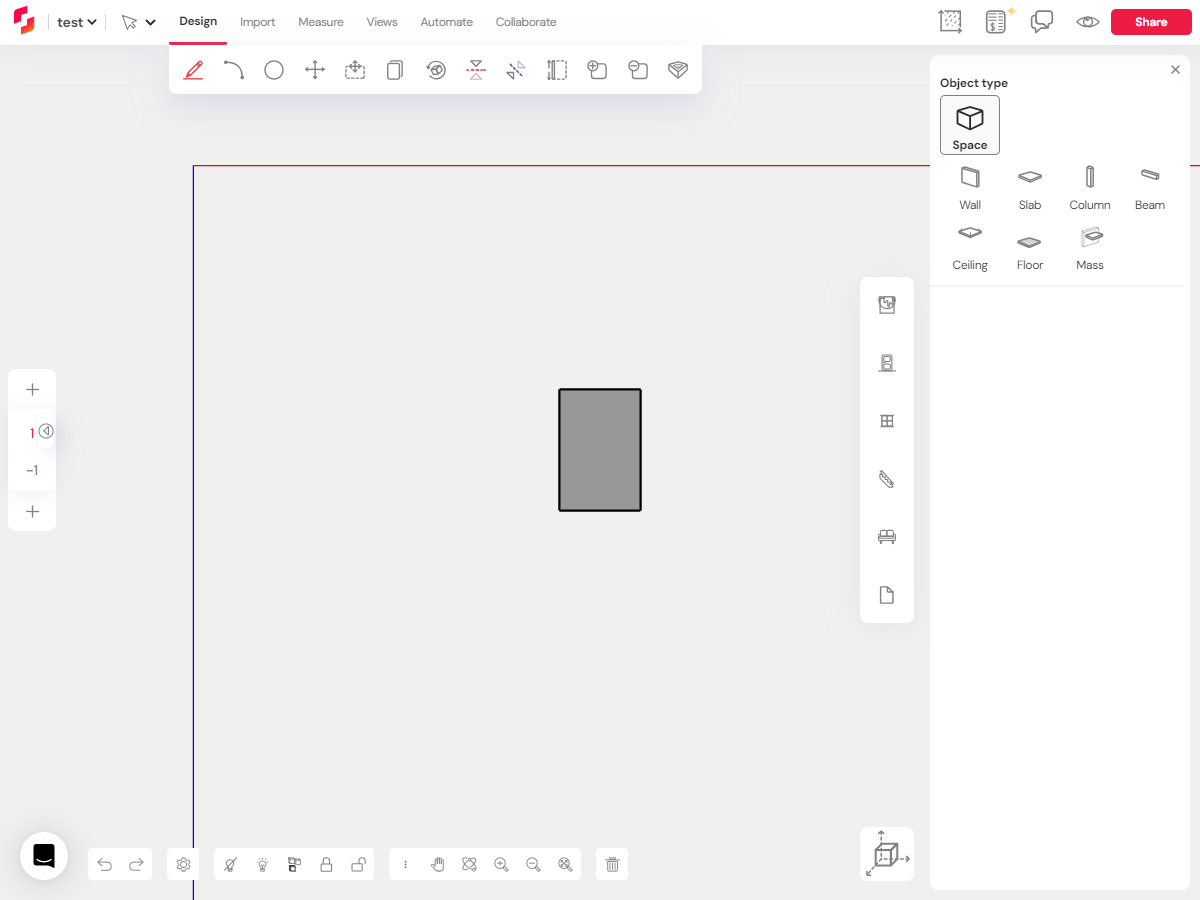 test
Design
Import
Measure
Views
Automate
Collaborate
Share
Object type
Space
Wall
Slab
Column
Beam
Ceiling
Floor
Mass
1
-1